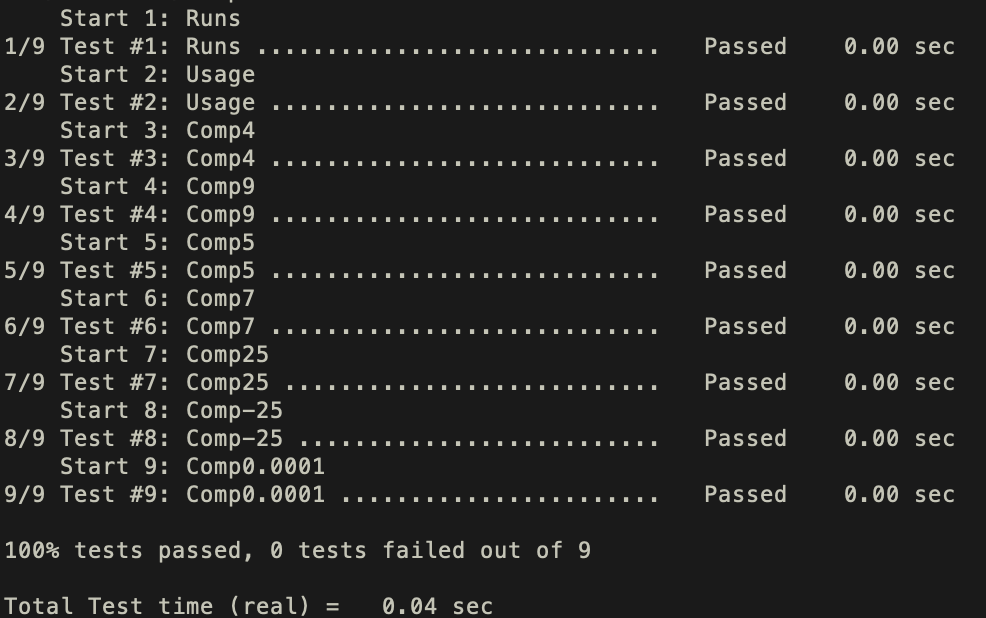 Start 1: Runs
1/9 Test #1: Runs .............................   Passed    0.00 sec
    Start 2: Usage
2/9 Test #2: Usage ............................   Passed    0.00 sec
    Start 3: Comp4
3/9 Test #3: Comp4 ............................   Passed    0.00 sec
    Start 4: Comp9
4/9 Test #4: Comp9 ............................   Passed    0.00 sec
    Start 5: Comp5
5/9 Test #5: Comp5 ............................   Passed    0.00 sec
    Start 6: Comp7
6/9 Test #6: Comp7 ............................   Passed    0.00 sec
    Start 7: Comp25
7/9 Test #7: Comp25 ...........................   Passed    0.00 sec
    Start 8: Comp-25
8/9 Test #8: Comp-25 ..........................   Passed    0.00 sec
    Start 9: Comp0.0001
9/9 Test #9: Comp0.0001 .......................   Passed    0.00 sec

100% tests passed, 0 tests failed out of 9

Total Test time (real) =   0.04 sec